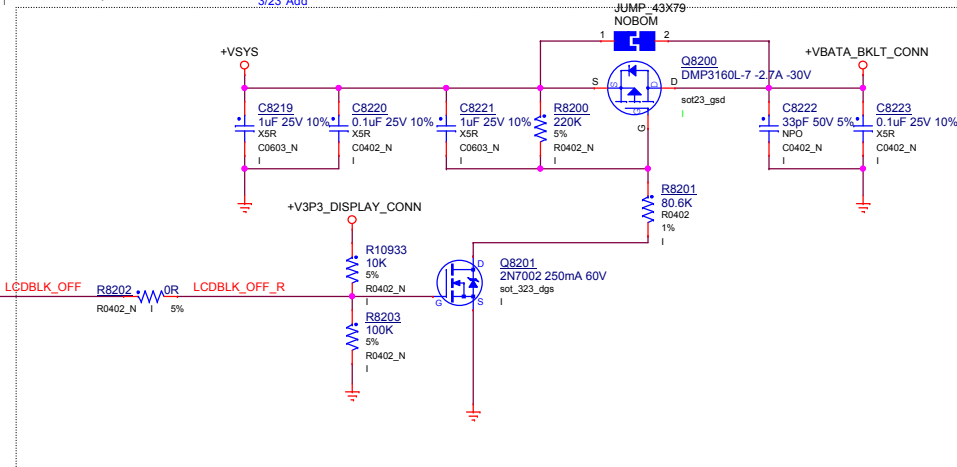 3/23 Add
JUMP_43X79
NOBOM
1
2
+VSYS
+VBATA_BKLT_CONN
Q8200
DMP3160L-7 -2.7A -30V
S
D
S
D
G
sot23_gsd
I
G
C8219
1uF 25V 10%
X5R
C0603_N
I
C8220
0.1uF 25V 10%
X5R
C0402_N
I
C8221
1uF 25V 10%
X5R
C0603_N
I
R8200
220K
5%
R0402_N
I
C8222
33pF 50V 5%
NPO
C0402_N
I
C8223
0.1uF 25V 10%
X5R
C0402_N
I
R8201
80.6K
R0402
1%
I
+V3P3_DISPLAY_CONN
R10933
10K
5%
R0402_N
I
Q8201
2N7002 250mA 60V
sot_323_dgs
I
D
G
S
LCDBLK_OFF
R8202
0R
R0402_N
I
5%
LCDBLK_OFF_R
R8203
100K
5%
R0402_N
I